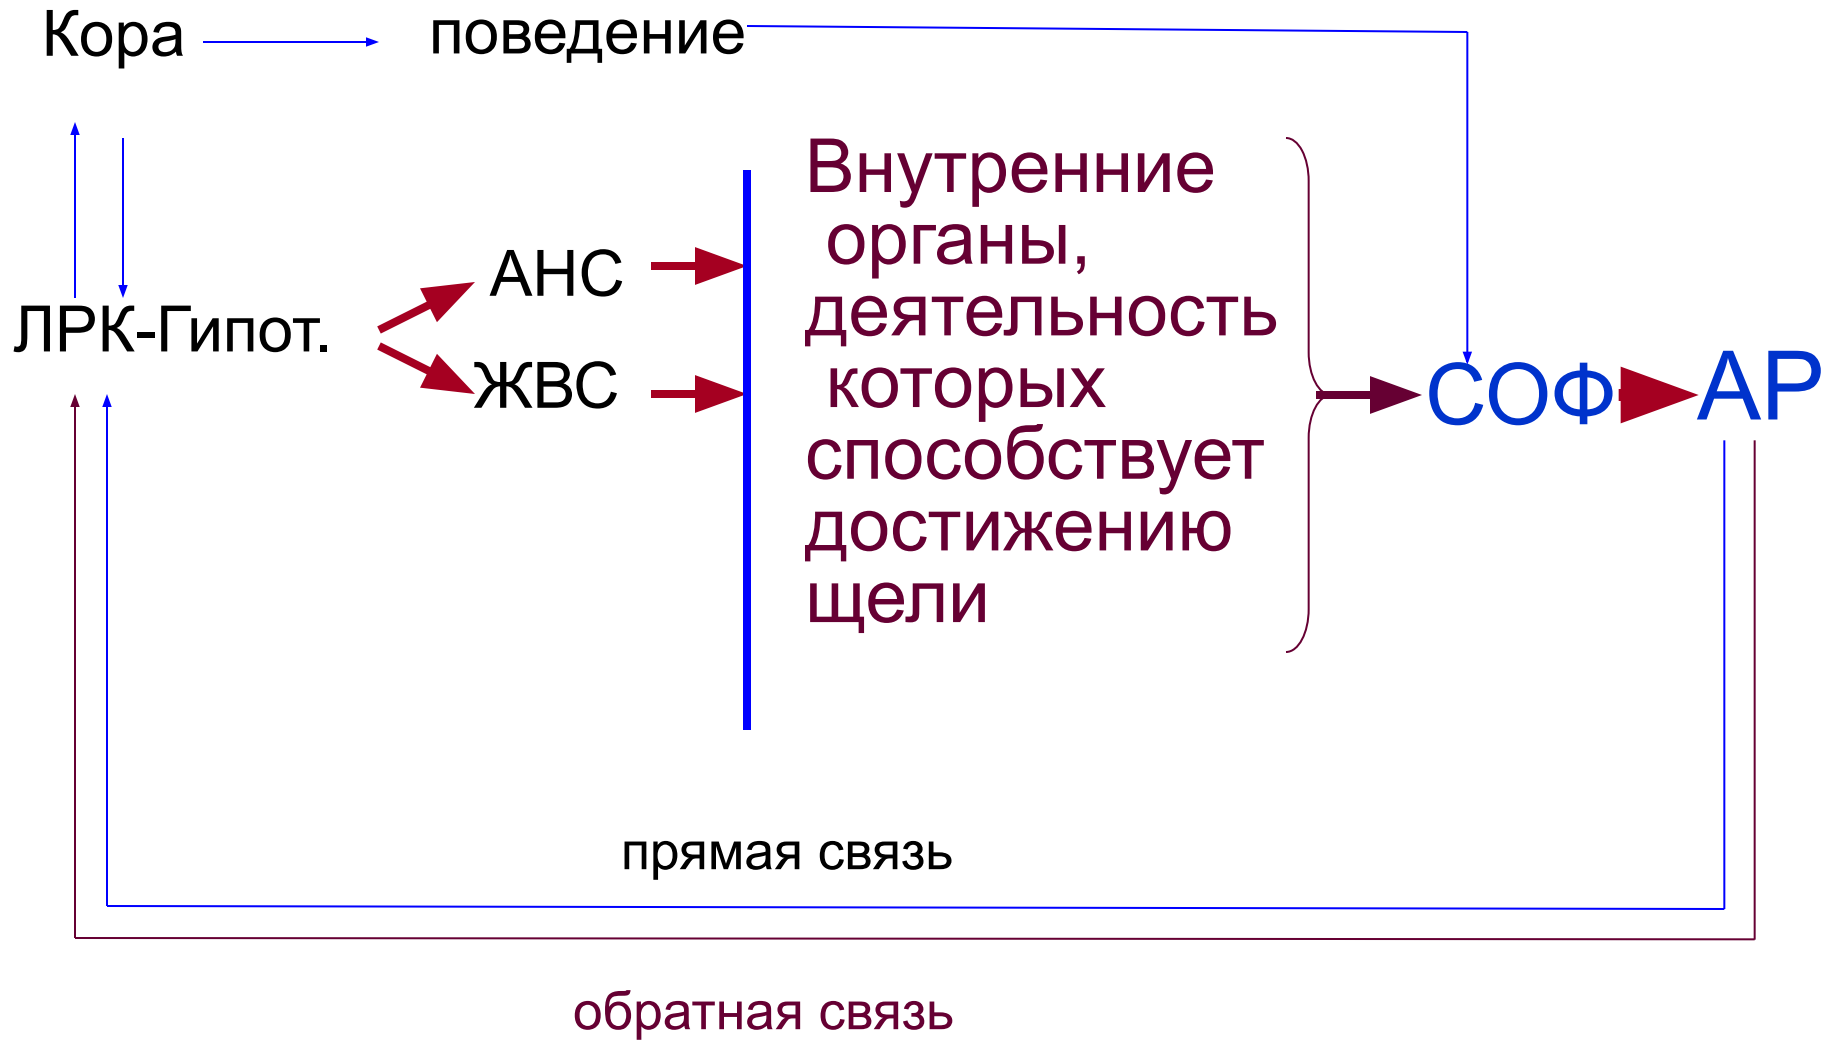 Кора
поведение
Внутренние
органы,
деятельность
которых
способствует
достижению
щели
АНС
ЖВС
ЛРК-Гипот.
СОФ
АР
прямая связь
обратная связь